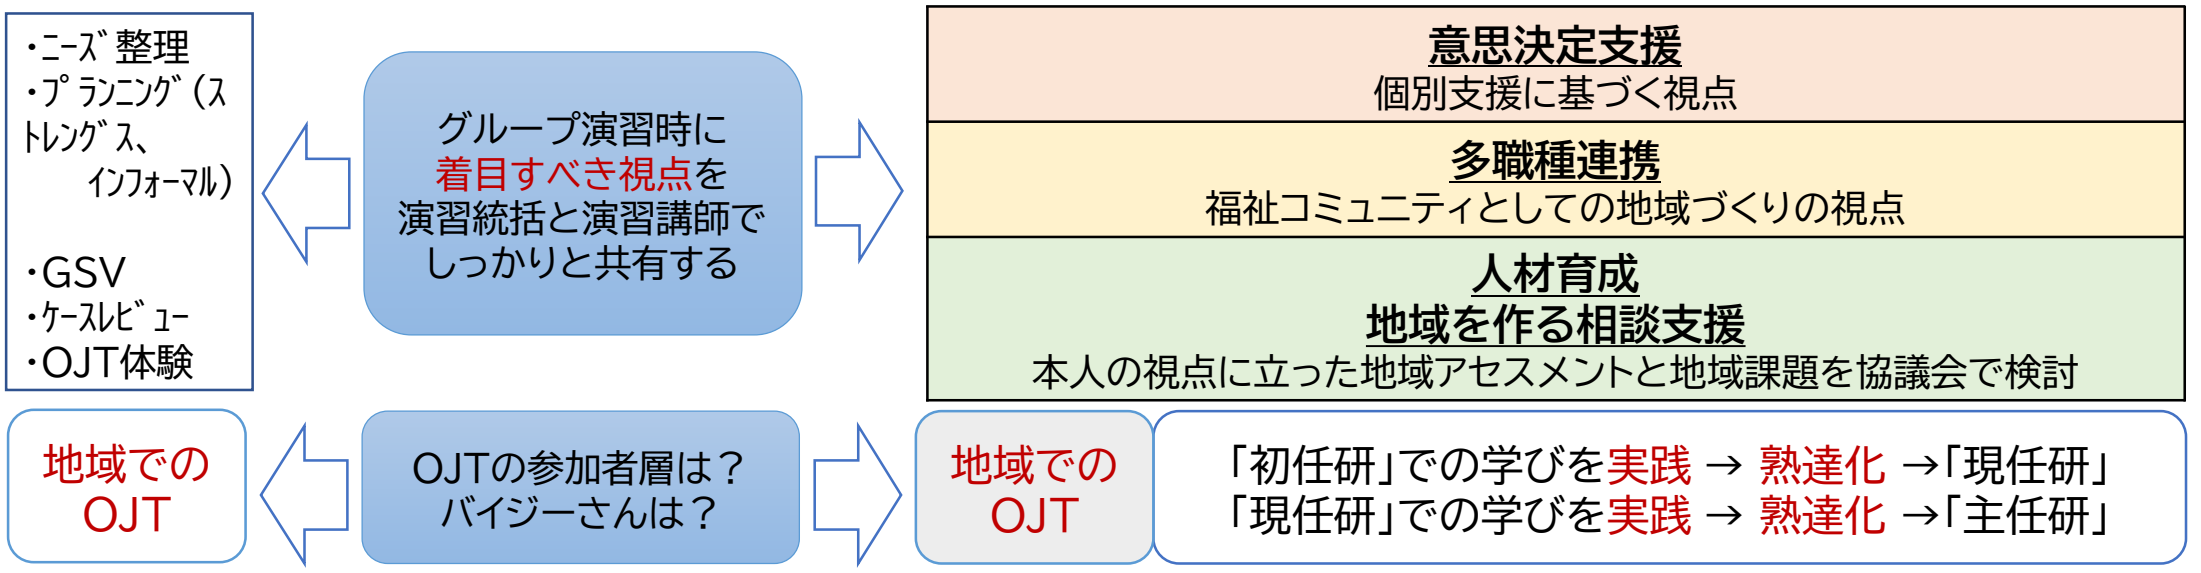 ・ﾆｰｽﾞ整理
・ﾌﾟﾗﾝﾆﾝｸﾞ(ｽ
ﾄﾚﾝｸﾞｽ、
ｲﾝﾌｫｰﾏﾙ)
・GSV
・ｹｰｽﾚﾋﾞｭｰ
・OJT体験
グループ演習時に
着目すべき視点を
演習統括と演習講師で
しっかりと共有する
意思決定支援
個別支援に基づく視点
多職種連携
福祉コミュニティとしての地域づくりの視点
人材育成
地域を作る相談支援
本人の視点に立った地域アセスメントと地域課題を協議会で検討
地域での
OJT
OJTの参加者層は？
バイジーさんは？
地域での
OJT
「初任研」での学びを実践 → 熟達化 →「現任研」
「現任研」での学びを実践 → 熟達化 →「主任研」